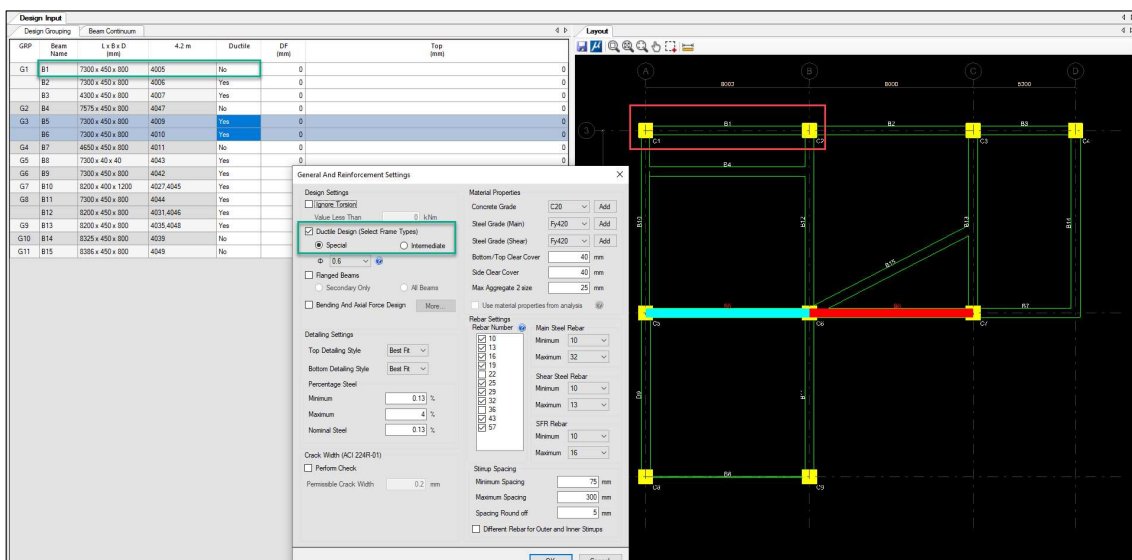 Design Input
Design Grouping Beam Continuum
GRP Beam Name L x B x D (mm) 4.2 m Ductile DF (mm) Top (mm)
G1 B1 7300 x 450 x 800 4005 No 0 0
B2 7300 x 450 x 800 4006 Yes 0 0
B3 4300 x 450 x 800 4007 Yes 0 0
G2 B4 7575 x 450 x 800 4047 No 0 0
G3 B5 7300 x 450 x 800 4009 Yes 0 0
B6 7300 x 450 x 800 4010 Yes 0 0
G4 B7 4650 x 450 x 800 4011 No 0 0
G5 B8 7300 x 40 x 40 4043 Yes 0 0
G6 B9 7300 x 450 x 800 4042 Yes
G7 B10 8200 x 400 x 1200 4027,4045 Yes
G8 B11 7300 x 450 x 800 4044 Yes
B12 8200 x 450 x 800 4031,4046 Yes
G9 B13 8200 x 450 x 800 4035,4048 Yes
G10 B14 8325 x 450 x 800 4039 No
G11 B15 8386 x 450 x 800 4049 No
General And Reinforcement Settings
Design Settings
Ignore Torsion
Value Less Than 0 kNm
Ductile Design (Select Frame Types)
Special Intermediate
Φ 0.6
Flanged Beams
Secondary Only All Beams
Bending And Axial Force Design More...
Detailing Settings
Top Detailing Style Best Fit
Bottom Detailing Style Best Fit
Percentage Steel
Minimum 0.13 %
Maximum 4 %
Nominal Steel 0.13 %
Crack Width (ACI 224R-01)
Perform Check
Permissible Crack Width 0.2 mm
Material Properties
Concrete Grade C20 Add
Steel Grade (Main) Fy420 Add
Steel Grade (Shear) Fy420 Add
Bottom/Top Clear Cover 40 mm
Side Clear Cover 40 mm
Max Aggregate 2 size 25 mm
Use material properties from analysis
Rebar Settings
Rebar Number
10
13
16
19
22
25
29
32
36
43
57
Main Steel Rebar
Minimum 10
Maximum 32
Shear Steel Rebar
Minimum 10
Maximum 13
SFR Rebar
Minimum 10
Maximum 16
Stirrup Spacing
Minimum Spacing 75 mm
Maximum Spacing 300 mm
Spacing Round off 5 mm
Different Rebar for Outer and Inner Stirrups
OK Cancel
Layout
A B C D
8000 8000 5300
3
B1 B2 B3
C1 C2 C3 C4
B4
B10 B12 B13 B14
B15
B5 B6 B7
C5 C6 C7
B9 B11
B8
C8 C9